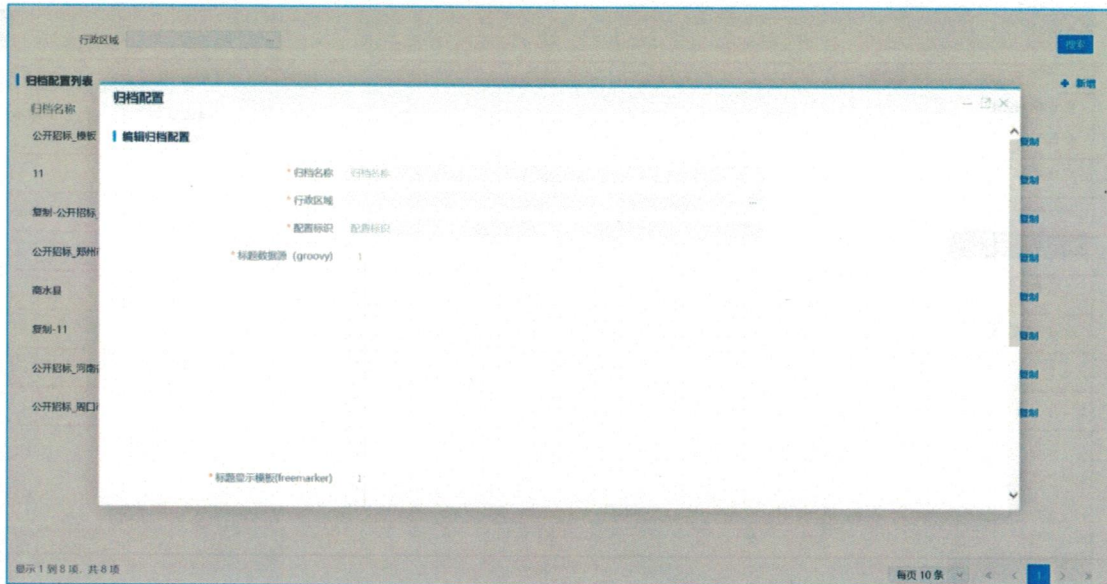 行政区域
搜索
归档配置列表
新增
归档名称
归档配置
公开招标_模板
编辑归档配置
复制
* 归档名称 归档名称
11
复制
* 行政区域
复制-公开招标_
复制
* 配置标识 配置标识
公开招标_郑州
* 标题数据源 (groovy) 1
复制
商水县
复制
复制-11
复制
公开招标_河南
复制
公开招标_周口
复制
* 标题显示模板(freemarker) 1
显示 1 到 8 项, 共 8 项
每页 10 条
1